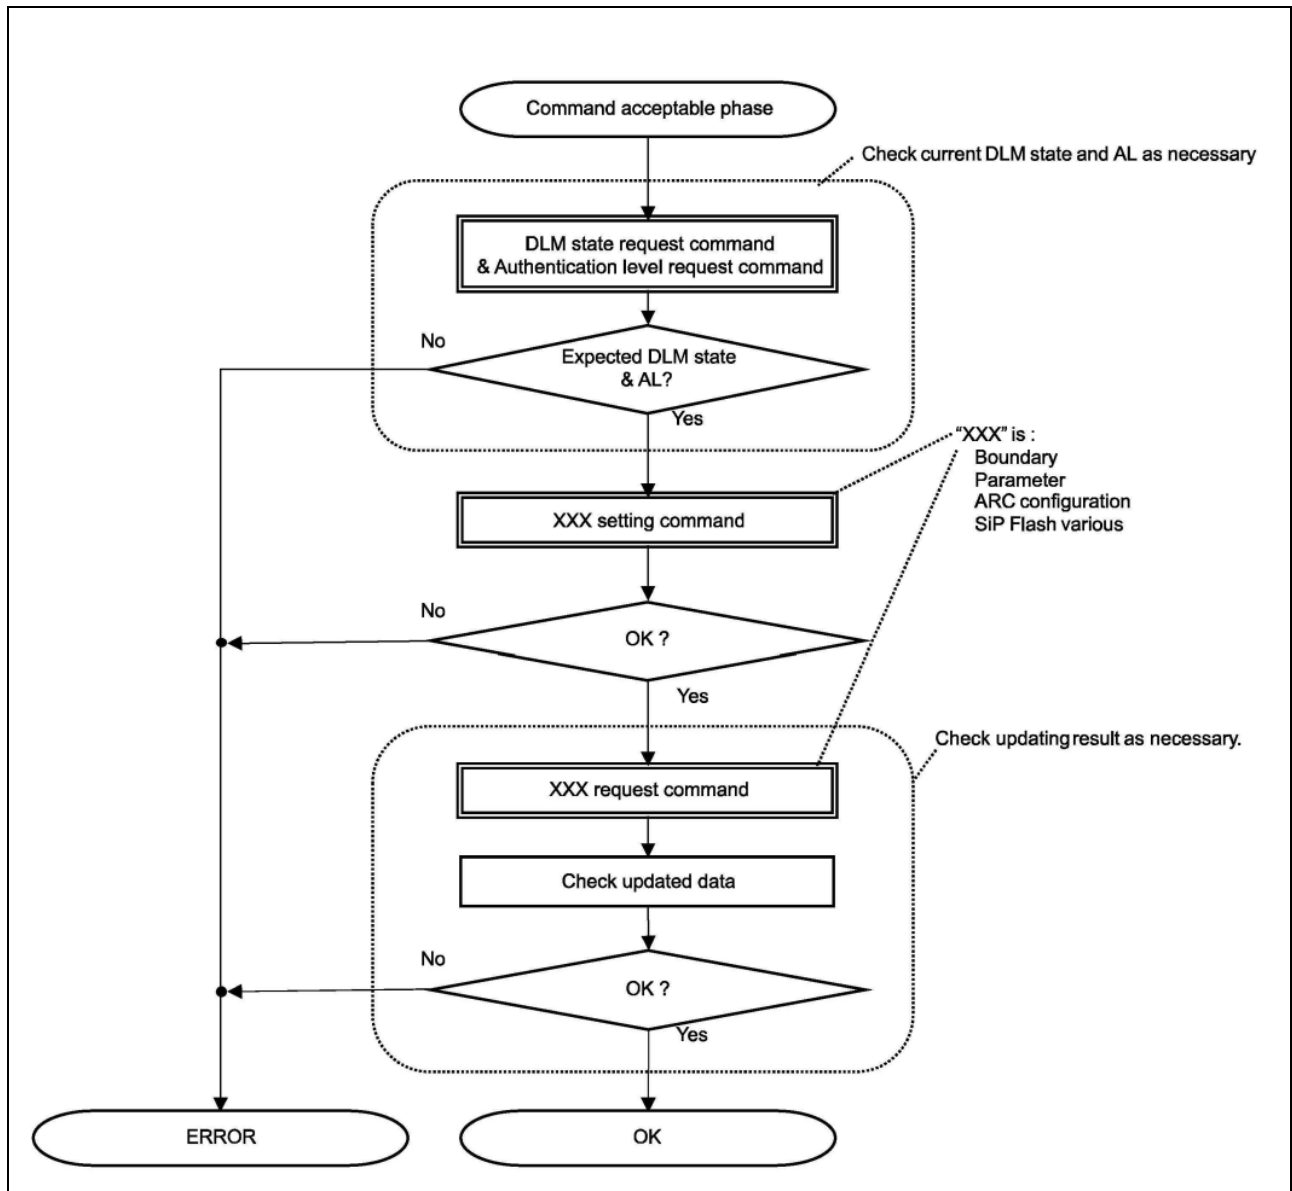 Command acceptable phase
Check current DLM state and AL as necessary
DLM state request command
& Authentication level request command
No
Expected DLM state
& AL?
Yes
“XXX” is :
Boundary
Parameter
ARC configuration
SiP Flash various
XXX setting command
No
OK ?
Yes
Check updating result as necessary.
XXX request command
Check updated data
No
OK ?
Yes
ERROR
OK